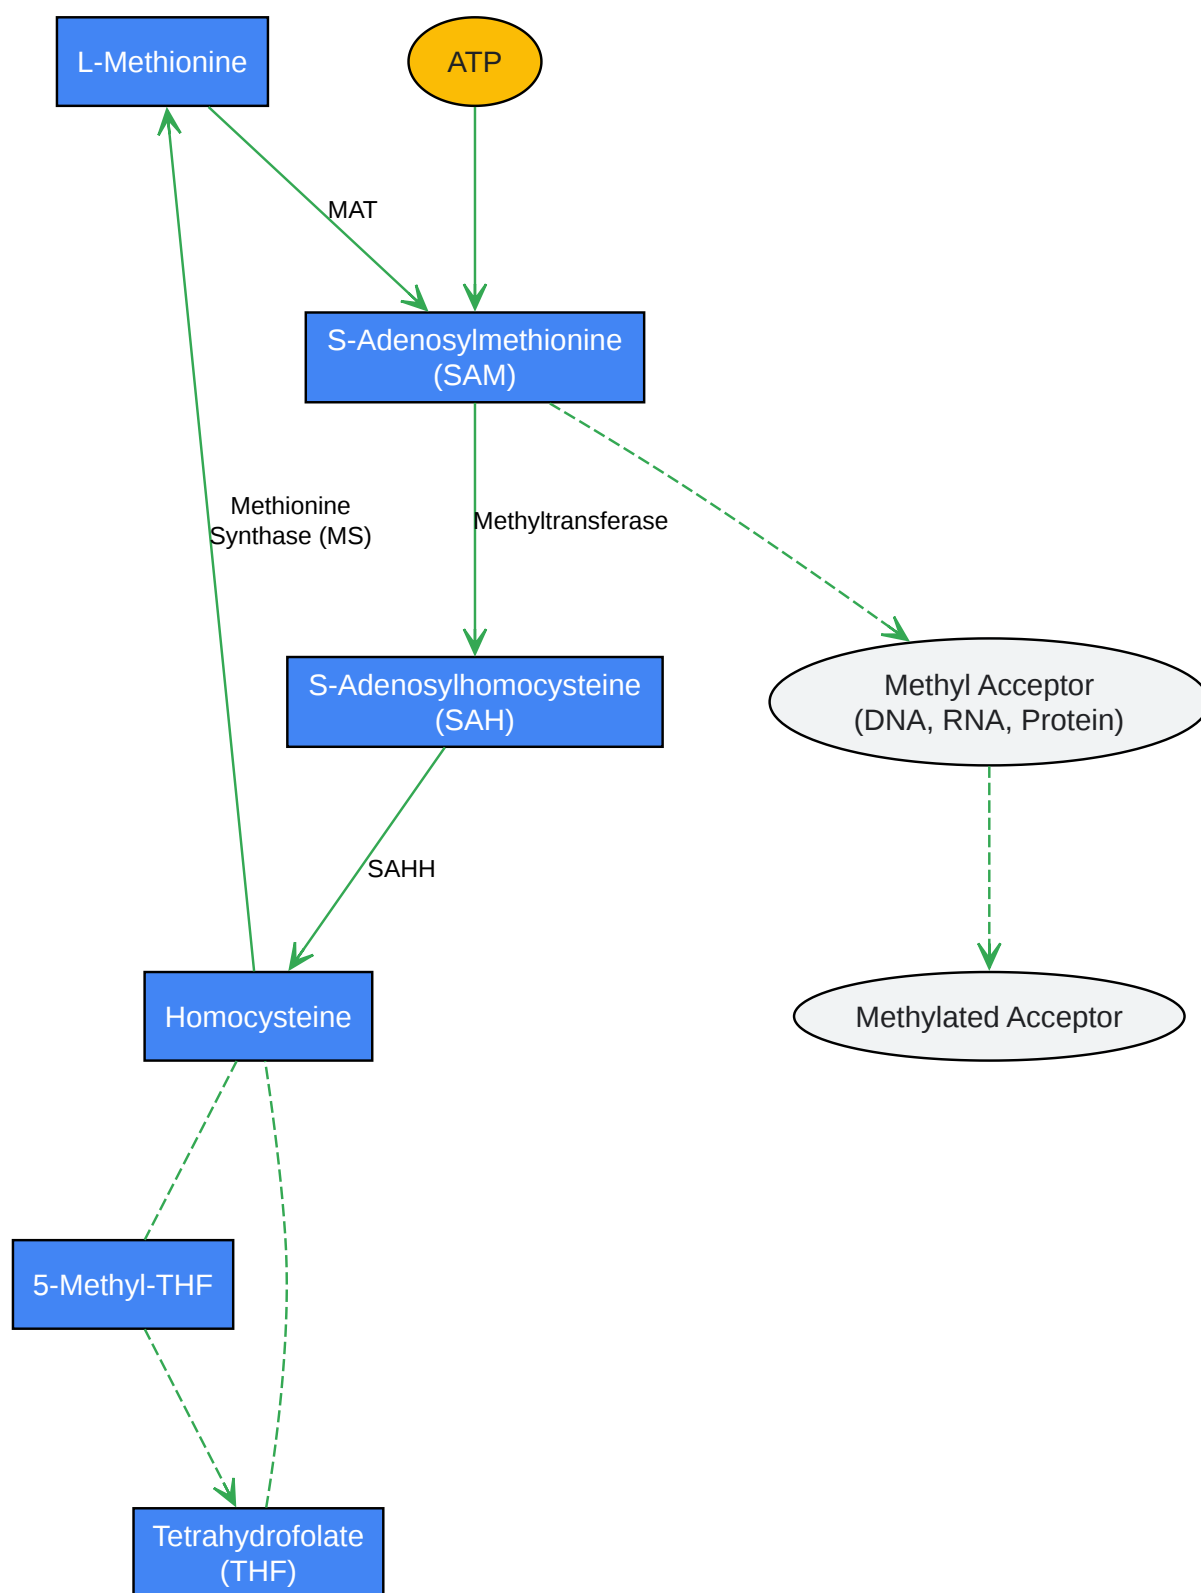 L-Methionine
ATP
MAT
S-Adenosylmethionine
(SAM)
Methionine
Synthase (MS)
Methyltransferase
S-Adenosylhomocysteine
(SAH)
Methyl Acceptor
(DNA, RNA, Protein)
SAHH
Homocysteine
Methylated Acceptor
5-Methyl-THF
Tetrahydrofolate
(THF)